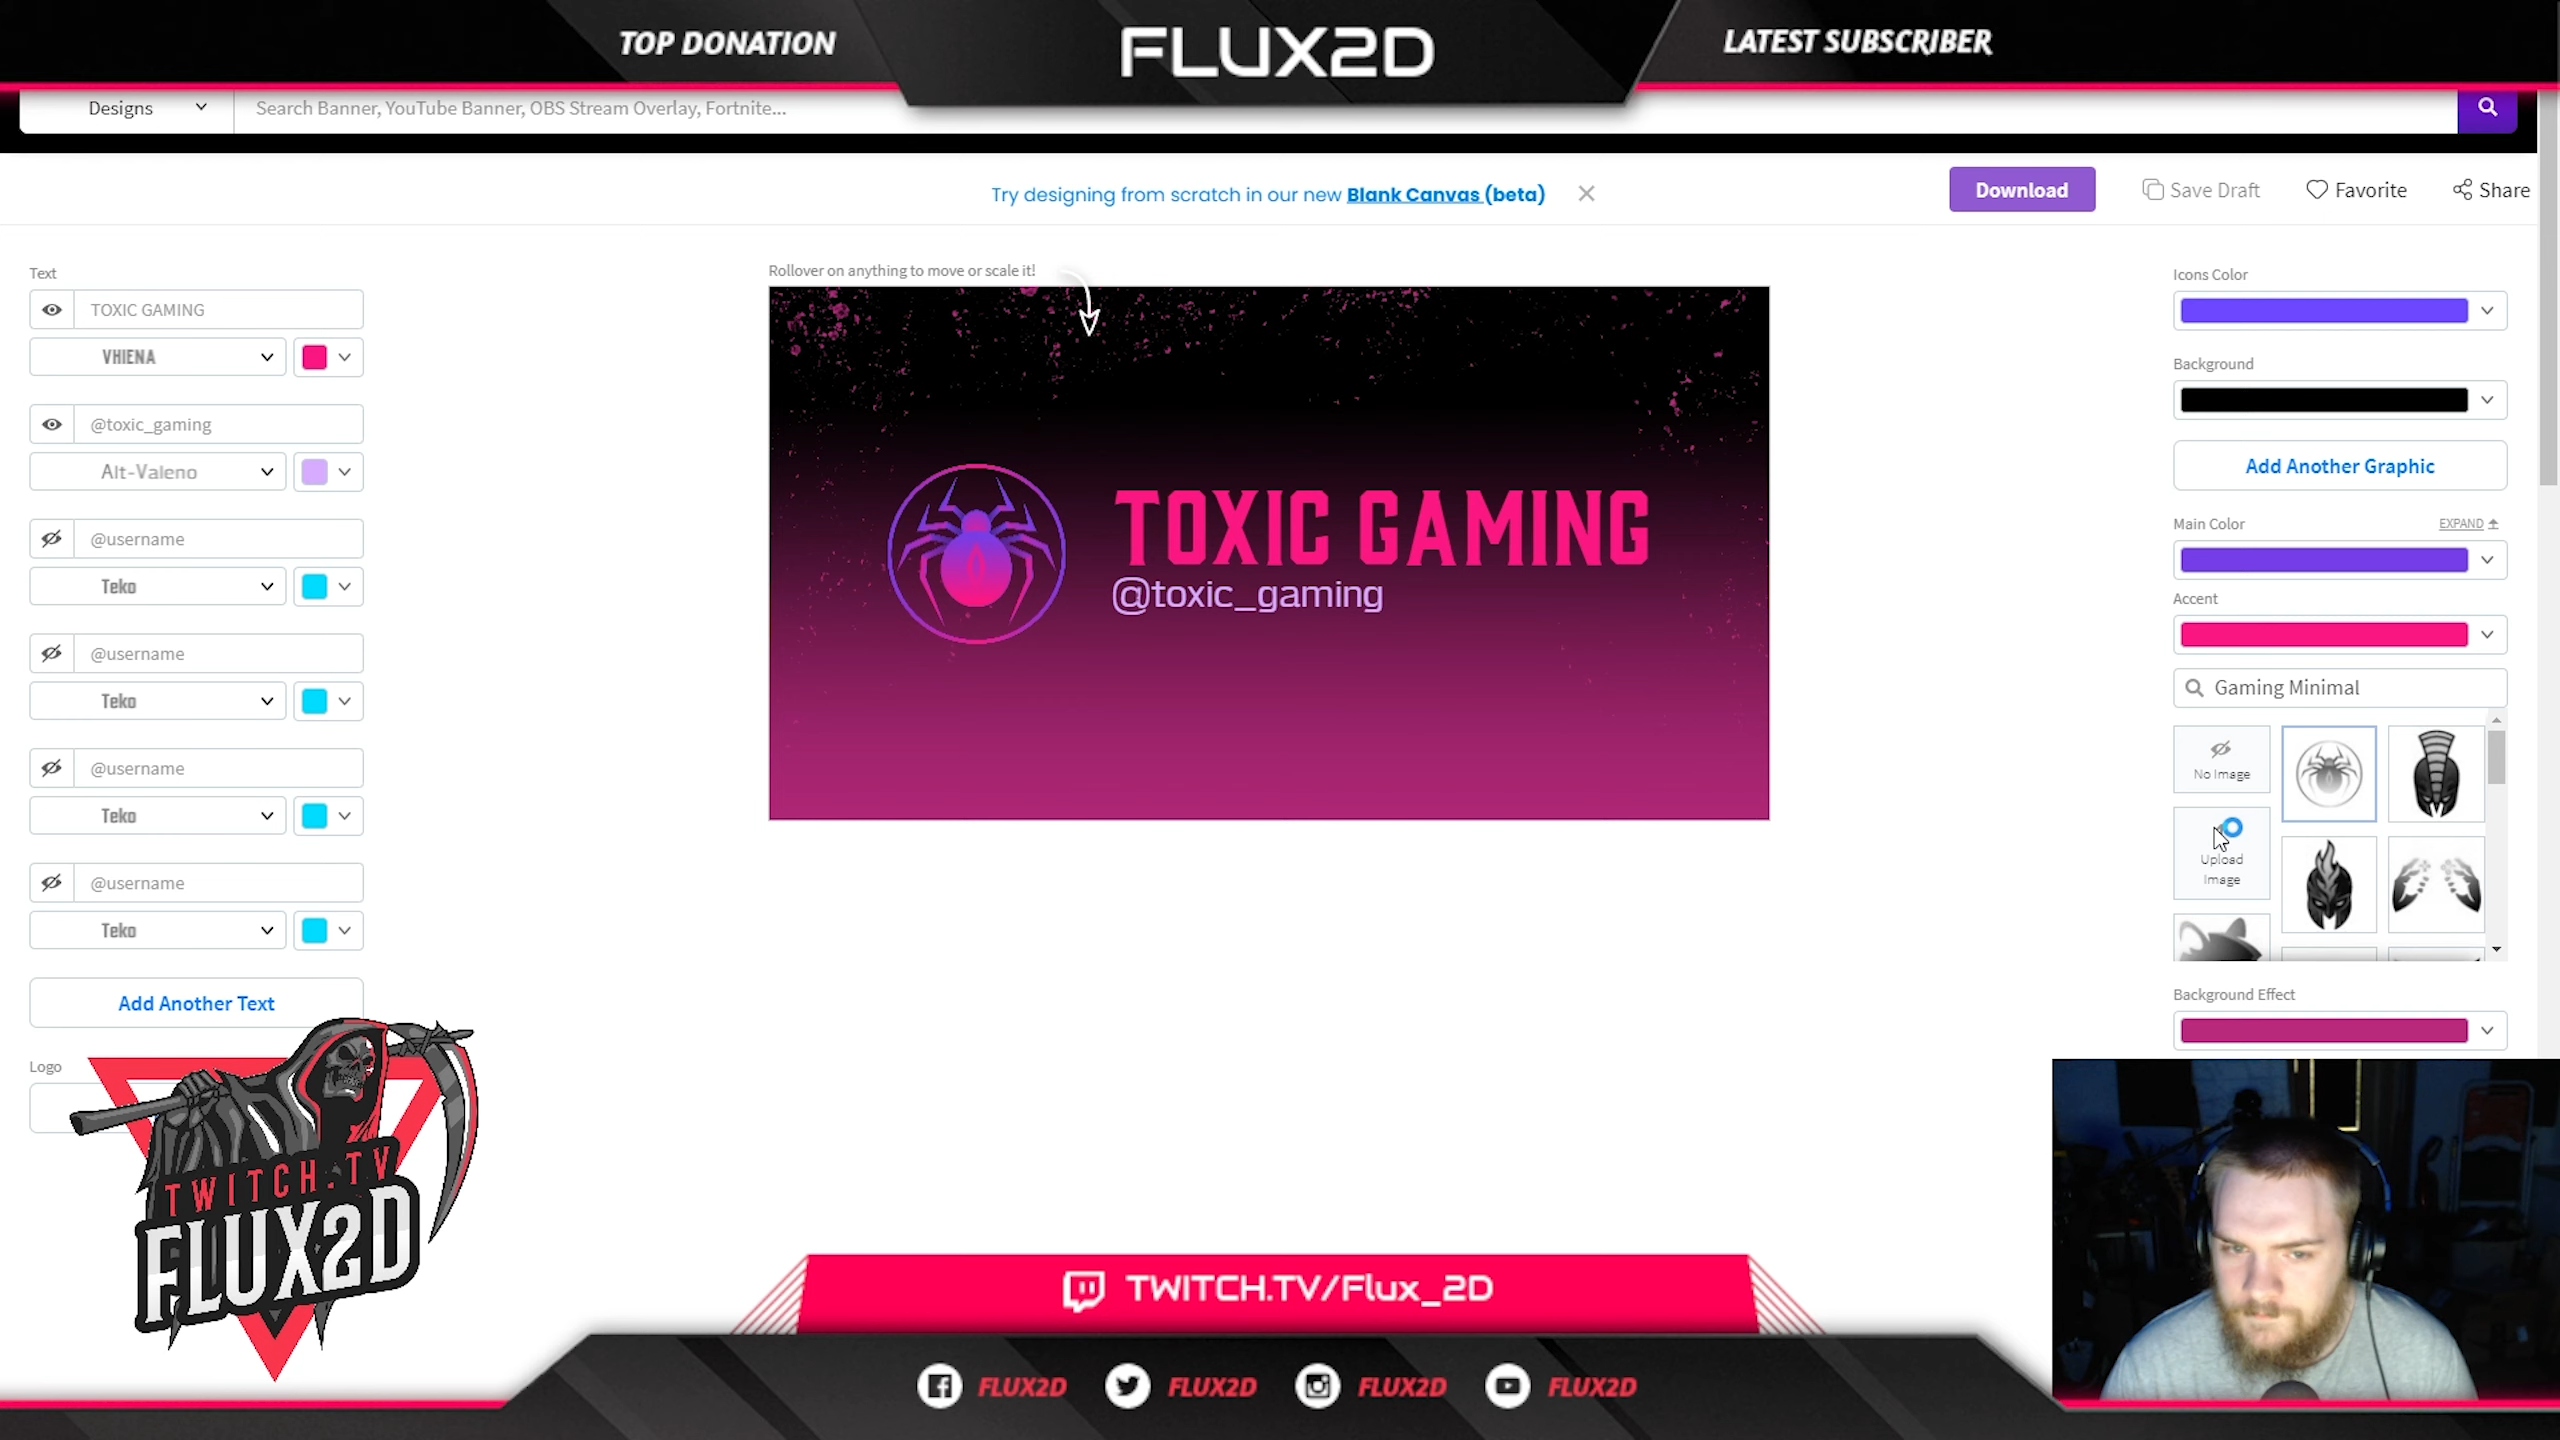 TOP DONATION
FLUX2D
LATEST SUBSCRIBER
Designs
Search Banner, YouTube Banner, OBS Stream Overlay, Fortnite...
Try designing from scratch in our new Blank Canvas (beta)
Download
Save Draft
Favorite
Share
Text
TOXIC GAMING
VHIENA
@toxic_gaming
Alt-Valeno
@username
Teko
@username
Teko
@username
Teko
@username
Teko
Add Another Text
Logo
Rollover on anything to move or scale it!
TOXIC GAMING
@toxic_gaming
Icons Color
Background
Add Another Graphic
Main Color
EXPAND
Accent
Gaming Minimal
No Image
Upload
Image
Background Effect
TWITCH.TV
FLUX2D
TWITCH.TV/Flux_2D
FLUX2D
FLUX2D
FLUX2D
FLUX2D